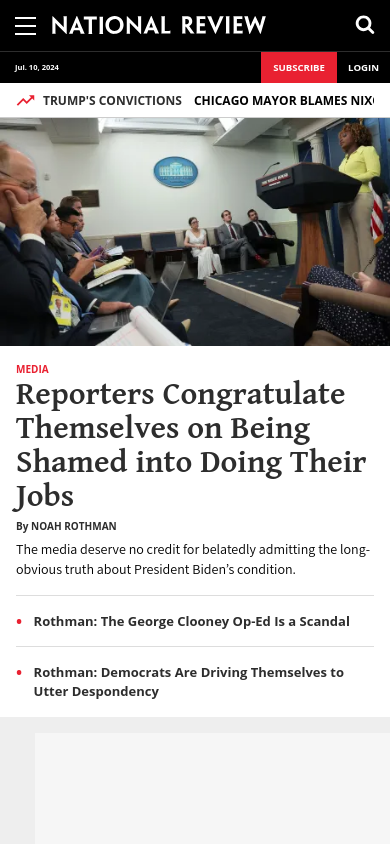 NATIONAL REVIEW
Jul. 10, 2024
SUBSCRIBE
LOGIN
TRUMP'S CONVICTIONS
CHICAGO MAYOR BLAMES
MEDIA
Reporters Congratulate
Themselves on Being
Shamed into Doing Their
Jobs
By NOAH ROTHMAN
The media deserve no credit for belatedly admitting the long-
obvious truth about President Biden’s condition.
Rothman: The George Clooney Op-Ed Is a Scandal
Rothman: Democrats Are Driving Themselves to
Utter Despondency